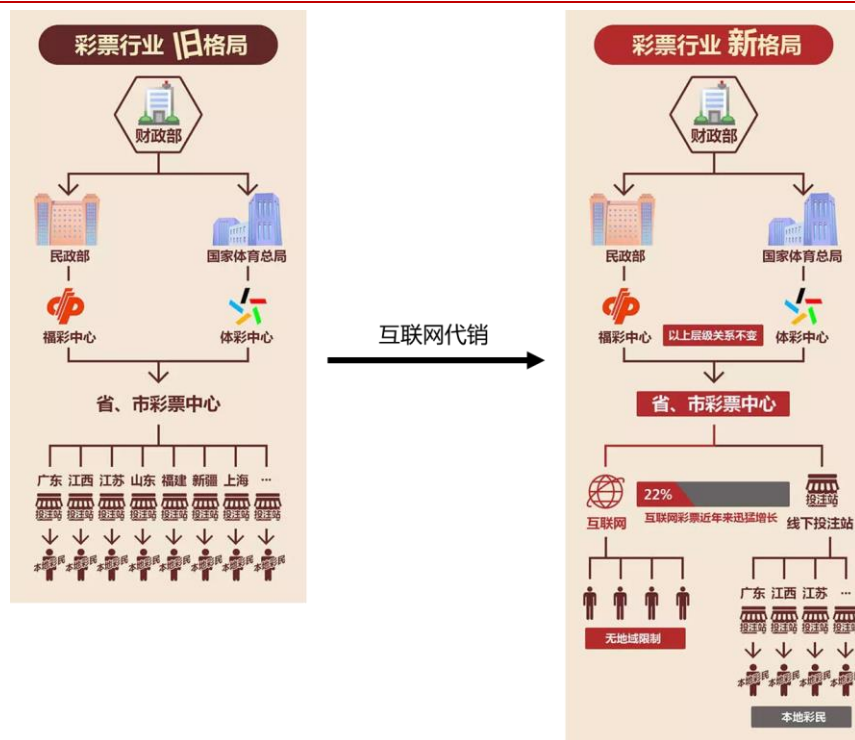 彩票行业 旧格局
财政部
民政部
国家体育总局
福彩中心
体彩中心
省、市彩票中心
广东 江西 江苏 山东 福建 新疆 上海 ...
投注站 投注站 投注站 投注站 投注站 投注站 投注站 投注站
本地彩民 本地彩民 本地彩民 本地彩民 本地彩民 本地彩民 本地彩民 本地彩民
互联网代销
彩票行业 新格局
财政部
民政部
国家体育总局
福彩中心
以上层级关系不变
体彩中心
省、市彩票中心
22%
投注站
互联网
互联网彩票近年来迅猛增长
线下投注站
广东 江西 江苏 ...
投注站 投注站 投注站 投注站
无地域限制
本地彩民 本地彩民 本地彩民 本地彩民
本地彩民